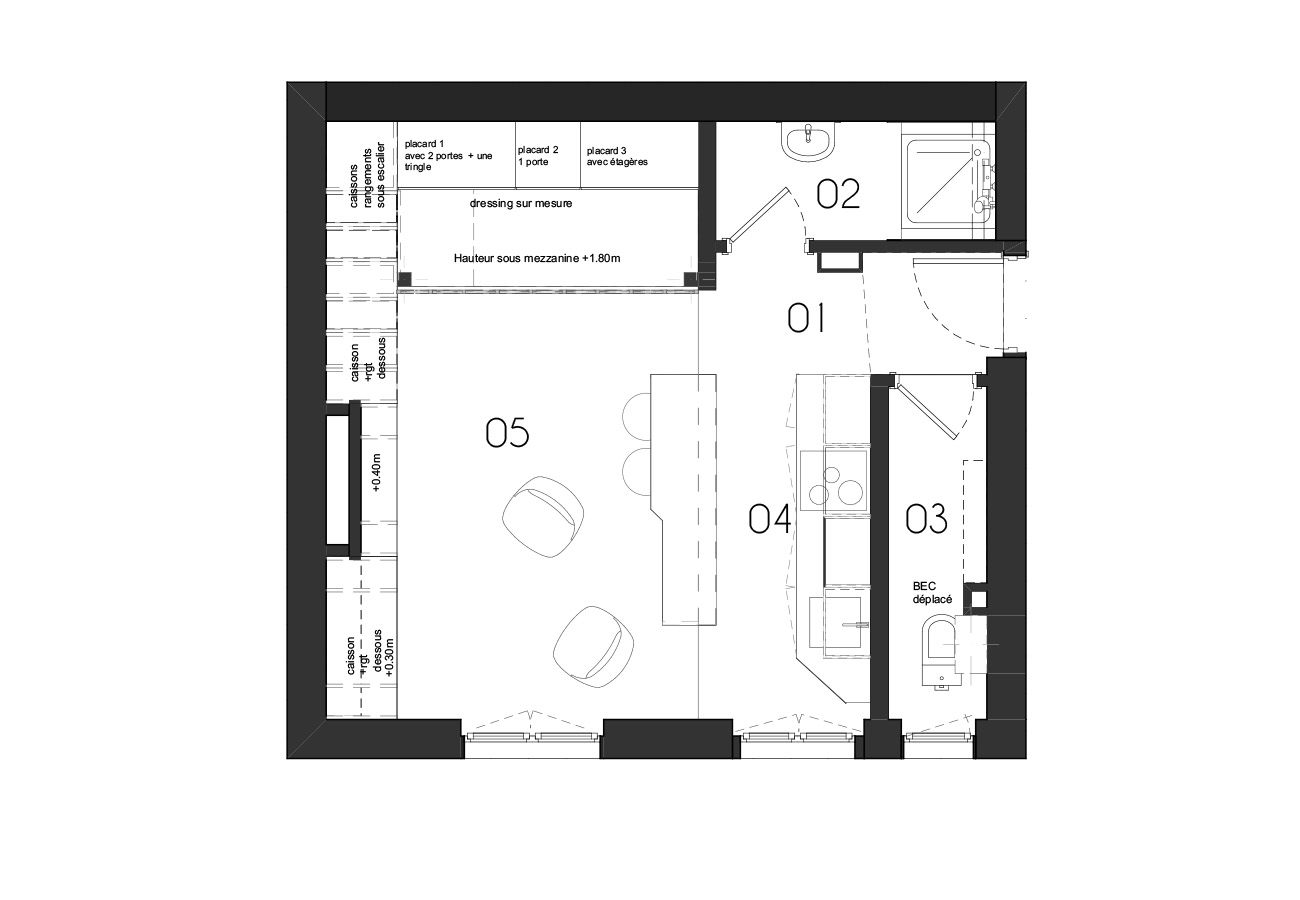 caissons
rangements
sous escalier
placard 1
avec 2 portes + une
tringle
placard 2
1 porte
placard 3
avec étagères
dressing sur mesure
Hauteur sous mezzanine +1.80m
02
01
caisson
+rgt
dessous
05
+0.40m
04
03
BEC
déplacé
caisson
+rgt
dessous
+0.30m